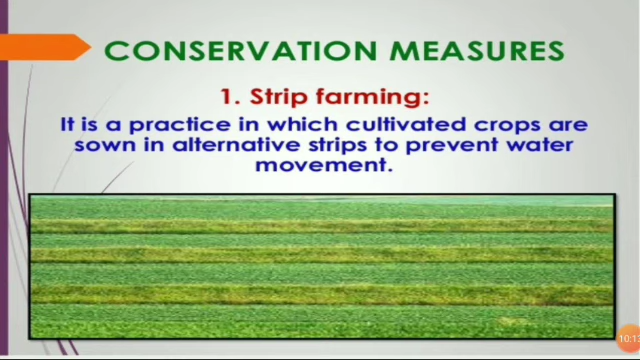 CONSERVATION MEASURES
1. Strip farming:
It is a practice in which cultivated crops are
sown in alternative strips to prevent water
movement.